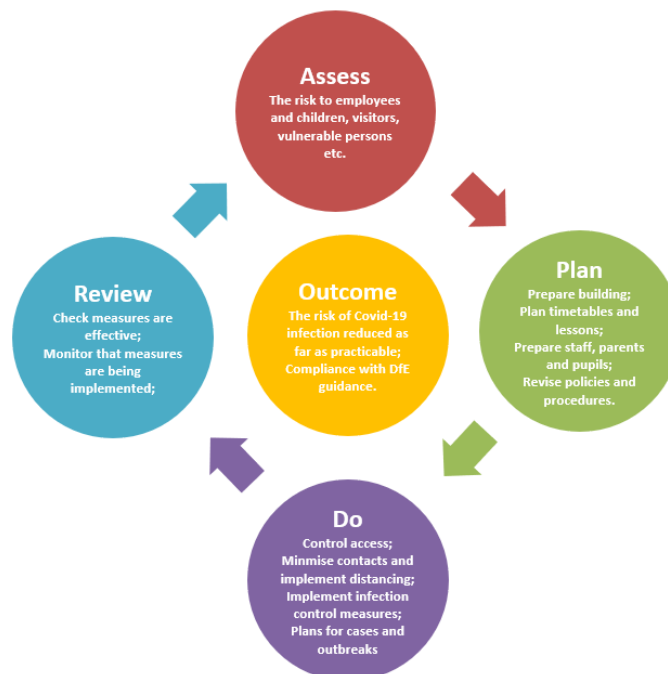 Assess
The risk to employees
and children, visitors,
vulnerable persons
etc.
Plan
Prepare building;
Plan timetables and
lessons;
Prepare staff, parents
and pupils;
Revise policies and
procedures.
Review
Check measures are
effective;
Monitor that measures
are being
implemented;
Outcome
The risk of Covid-19
infection reduced as
far as practicable;
Compliance with DfE
guidance.
Do
Control access;
Minmise contacts and
implement distancing;
Implement infection
control measures;
Plans for cases and
outbreaks